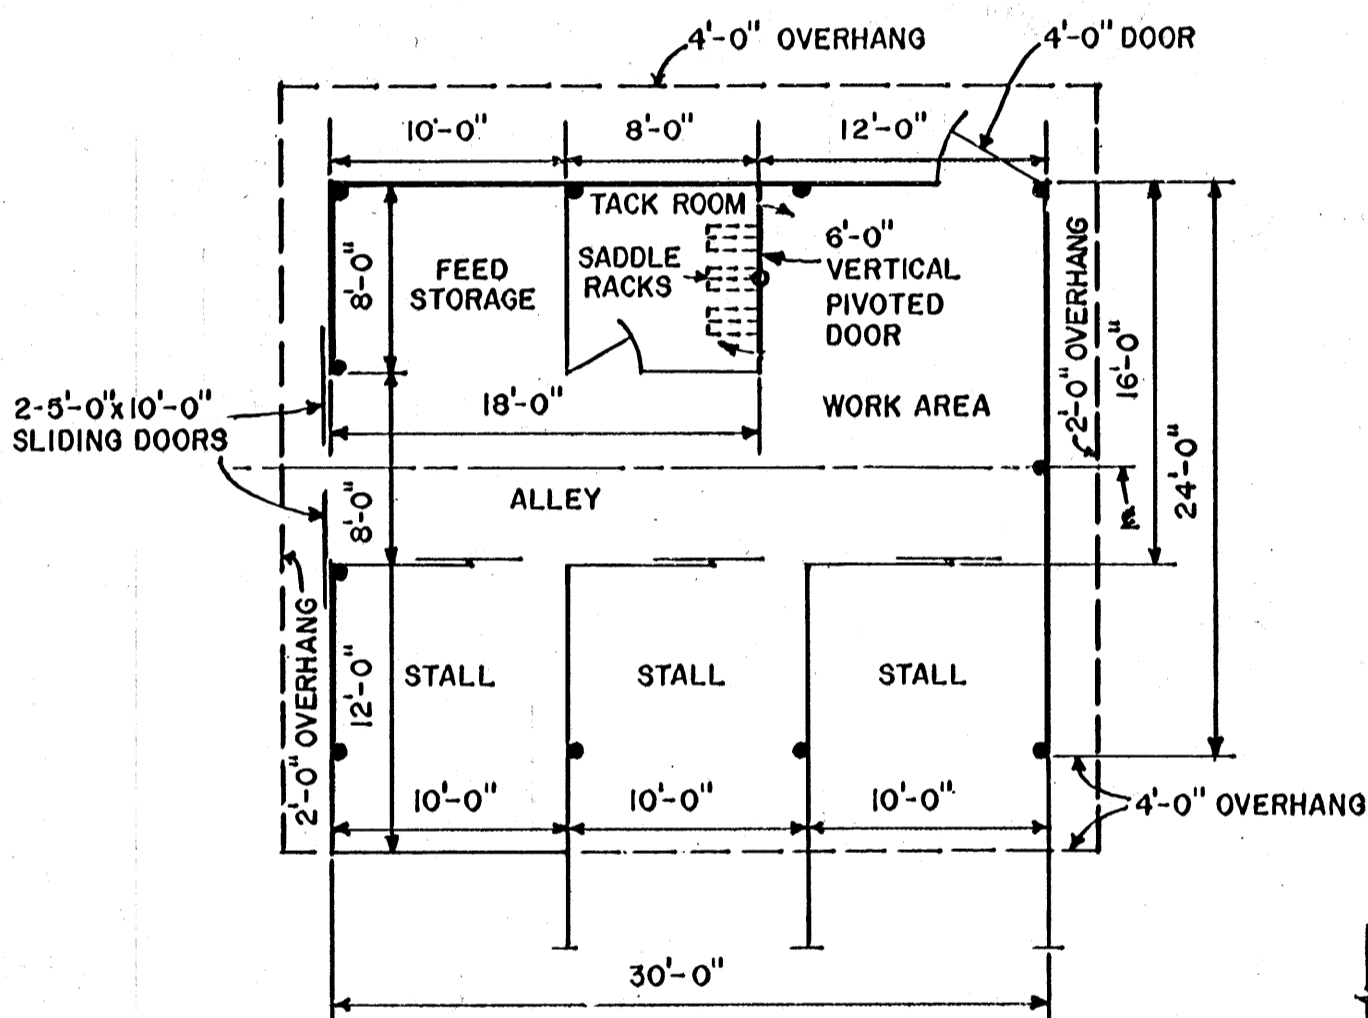 4'-0" OVERHANG
4'-0" DOOR
10'-0"
8'-0"
12'-0"
TACK ROOM
8'-0"
FEED
STORAGE
SADDLE
RACKS
6'-0"
VERTICAL
PIVOTED
DOOR
2'-0" OVERHANG
16'-0"
24'-0"
2-5'-0"x10'-0"
SLIDING DOORS
18'-0"
WORK AREA
ALLEY
8'-0"
2'-0" OVERHANG
12'-0"
STALL
STALL
STALL
10'-0"
10'-0"
10'-0"
4'-0" OVERHANG
30'-0"